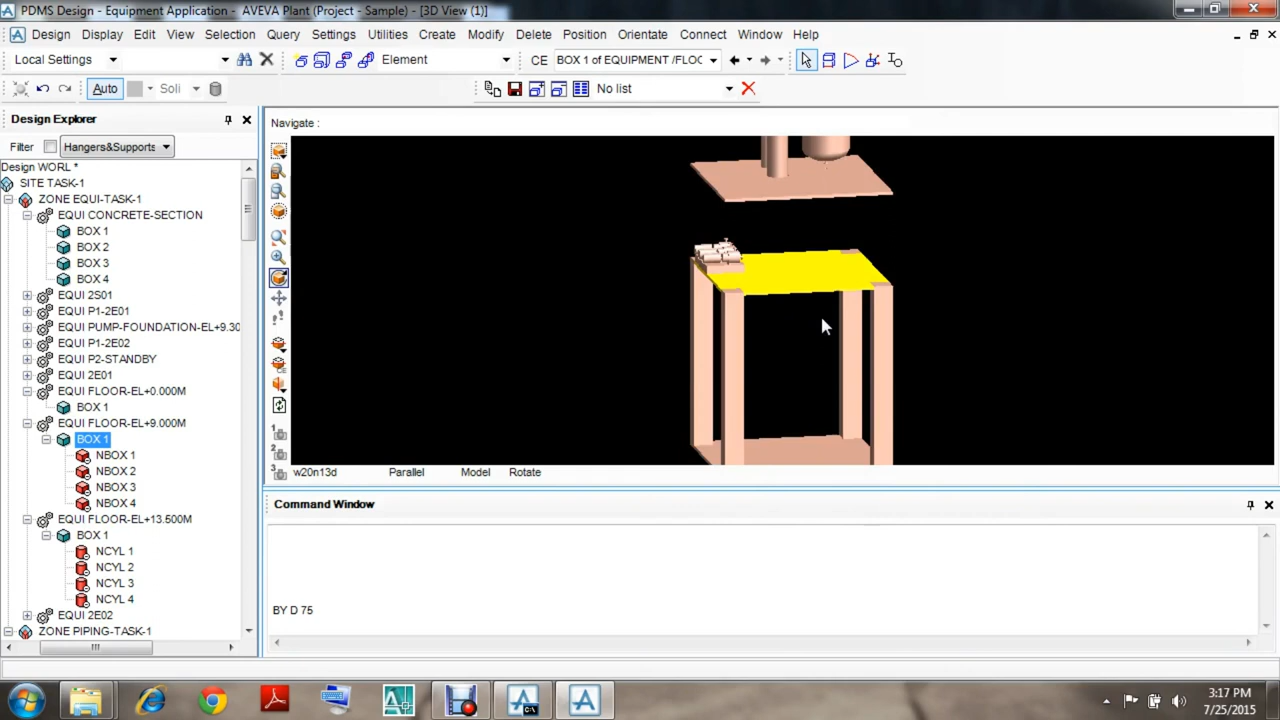 PDMS Design - Equipment Application - AVEVA Plant (Project - Sample) - [3D View (1)]
Design Display Edit View Selection Query Settings Utilities Create Modify Delete Position Orientate Connect Window Help
Local Settings Element CE BOX 1 of EQUIPMENT /FLOO
Auto Soli No list
Design Explorer
Navigate :
Filter Hangers&Supports
Design WORL *
SITE TASK-1
ZONE EQUI-TASK-1
EQUI CONCRETE-SECTION
BOX 1
BOX 2
BOX 3
BOX 4
EQUI 2S01
EQUI P1-2E01
EQUI PUMP-FOUNDATION-EL+9.30
EQUI P1-2E02
EQUI P2-STANDBY
EQUI 2E01
EQUI FLOOR-EL+0.000M
BOX 1
EQUI FLOOR-EL+9.000M
BOX 1
NBOX 1
NBOX 2
NBOX 3
NBOX 4
EQUI FLOOR-EL+13.500M
BOX 1
NCYL 1
NCYL 2
NCYL 3
NCYL 4
EQUI 2E02
ZONE PIPING-TASK-1
CE
1
2
3
w20n13d Parallel Model Rotate
Command Window
BY D 75
3:17 PM
7/25/2015